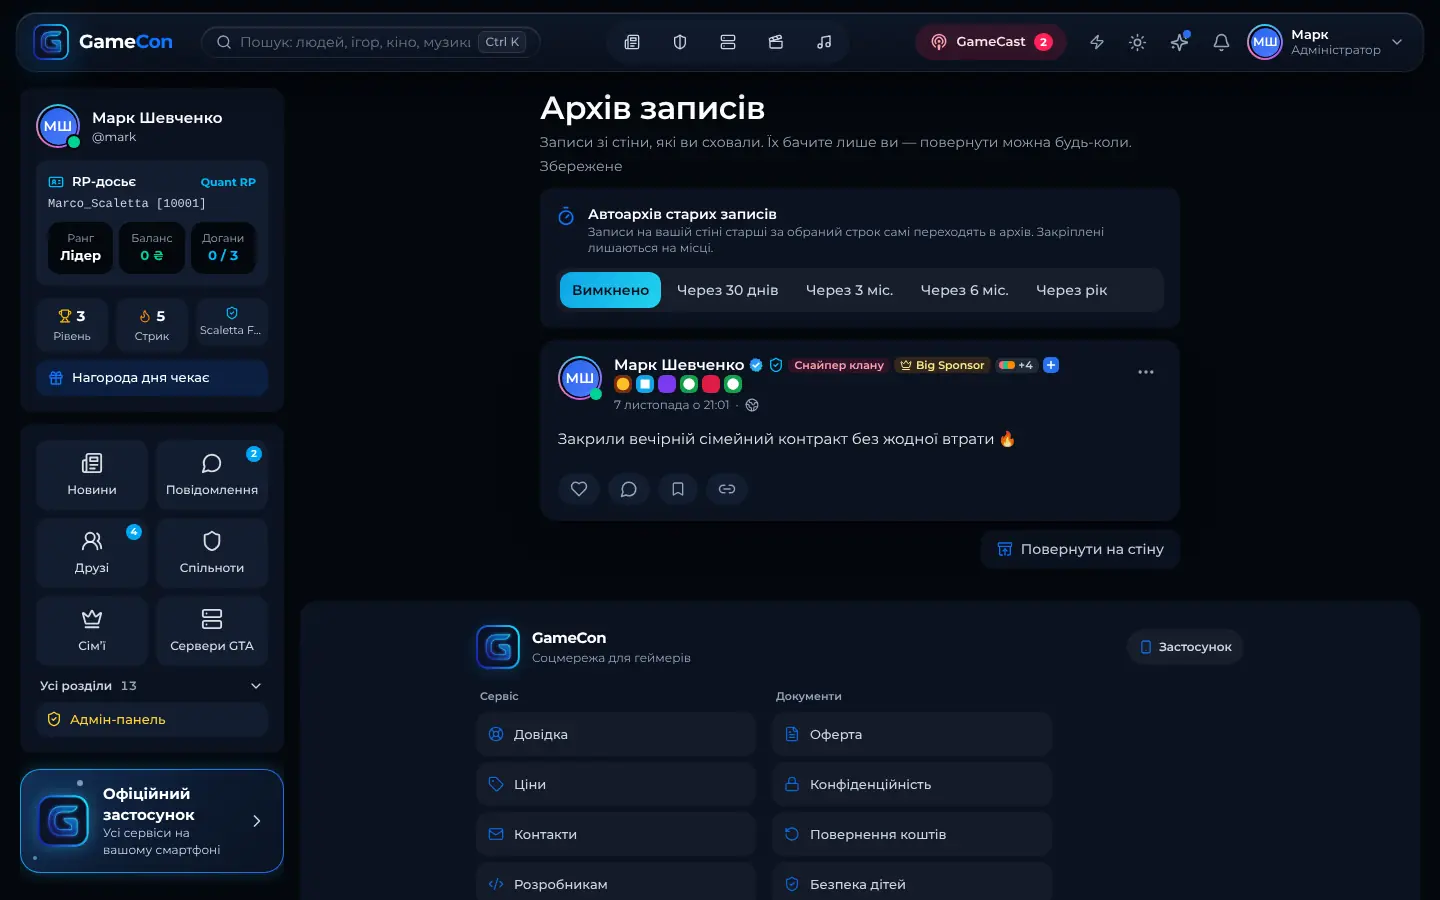 GameCon
Пошук: людей, ігор, кіно, музик
Ctrl K
GameCast 2
МШ
Марк
Адміністратор
МШ
Марк Шевченко
@mark
RP-досьє
Quant RP
Marco_Scaletta [10001]
Ранг
Лідер
Баланс
0 ₴
Догани
0 / 3
3
Рівень
5
Стрик
Scaletta F...
Нагорода дня чекає
Новини
2
Повідомлення
4
Друзі
Спільноти
Сім'ї
Сервери GTA
Усі розділи 13
Адмін-панель
Офіційний
застосунок
Усі сервіси на
вашому смартфоні
Архів записів
Записи зі стіни, які ви сховали. Їх бачите лише ви — повернути можна будь-коли.
Збережене
Автоархів старих записів
Записи на вашій стіні старші за обраний строк самі переходять в архів. Закріплені
лишаються на місці.
Вимкнено
Через 30 днів
Через 3 міс.
Через 6 міс.
Через рік
МШ
Марк Шевченко
Снайпер клану
Big Sponsor
+4
7 листопада о 21:01 ·
Закрили вечірній сімейний контракт без жодної втрати 🔥
Повернути на стіну
GameCon
Соцмережа для геймерів
Застосунок
Сервіс
Довідка
Ціни
Контакти
Розробникам
Документи
Оферта
Конфіденційність
Повернення коштів
Безпека дітей